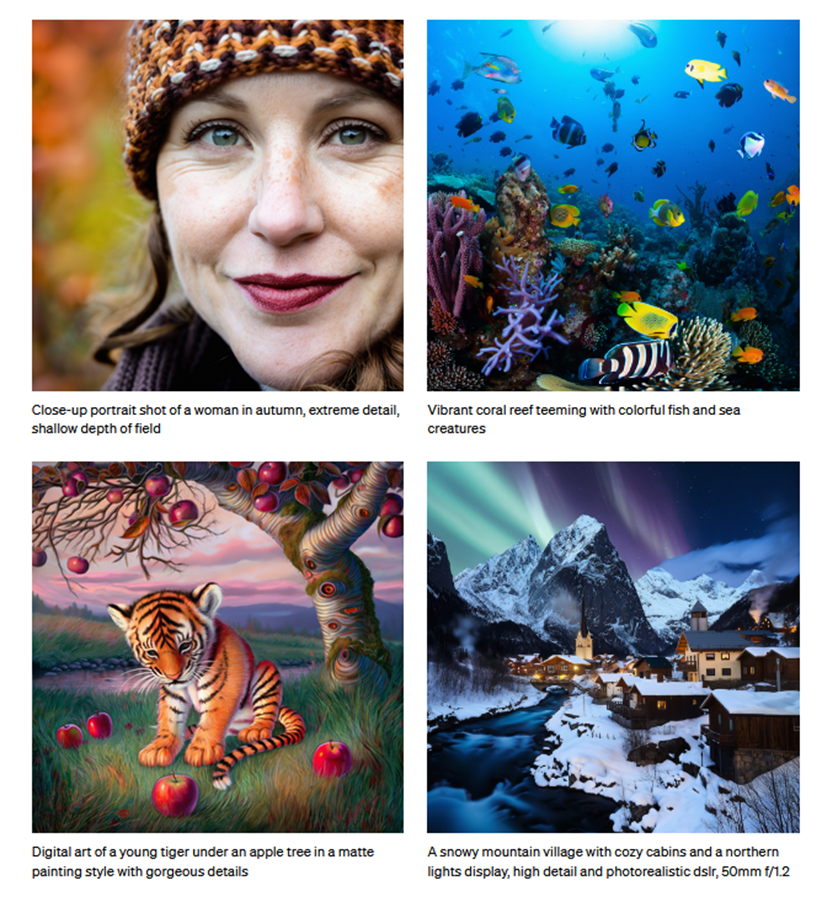 Close-up portrait shot of a woman in autumn, extreme detail,
shallow depth of field
Vibrant coral reef teeming with colorful fish and sea
creatures
Digital art of a young tiger under an apple tree in a matte
painting style with gorgeous details
A snowy mountain village with cozy cabins and a northern
lights display, high detail and photorealistic dslr, 50mm f/1.2